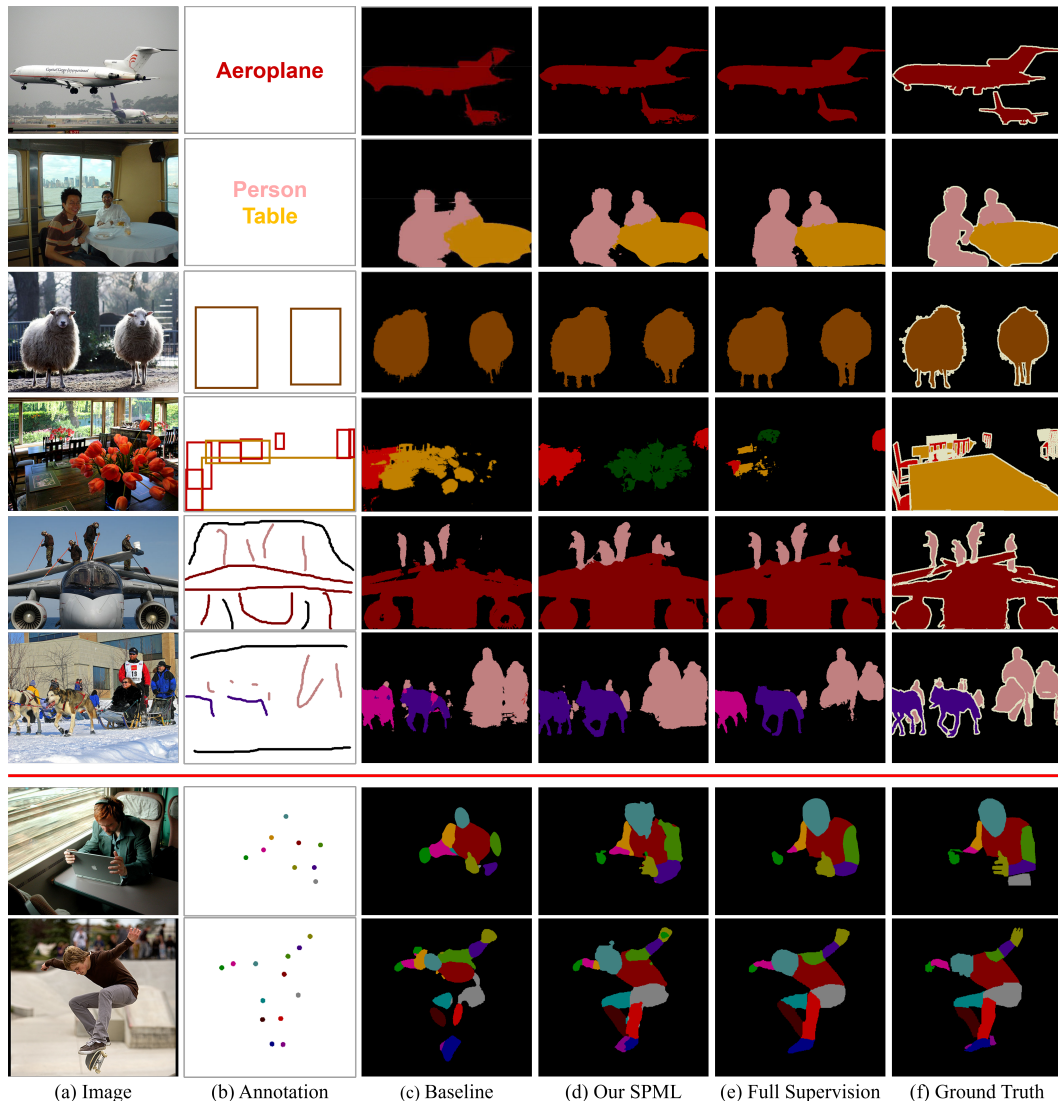 Aeroplane
Person
Table
(a) Image
(b) Annotation
(c) Baseline
(d) Our SPML
(e) Full Supervision
(f) Ground Truth